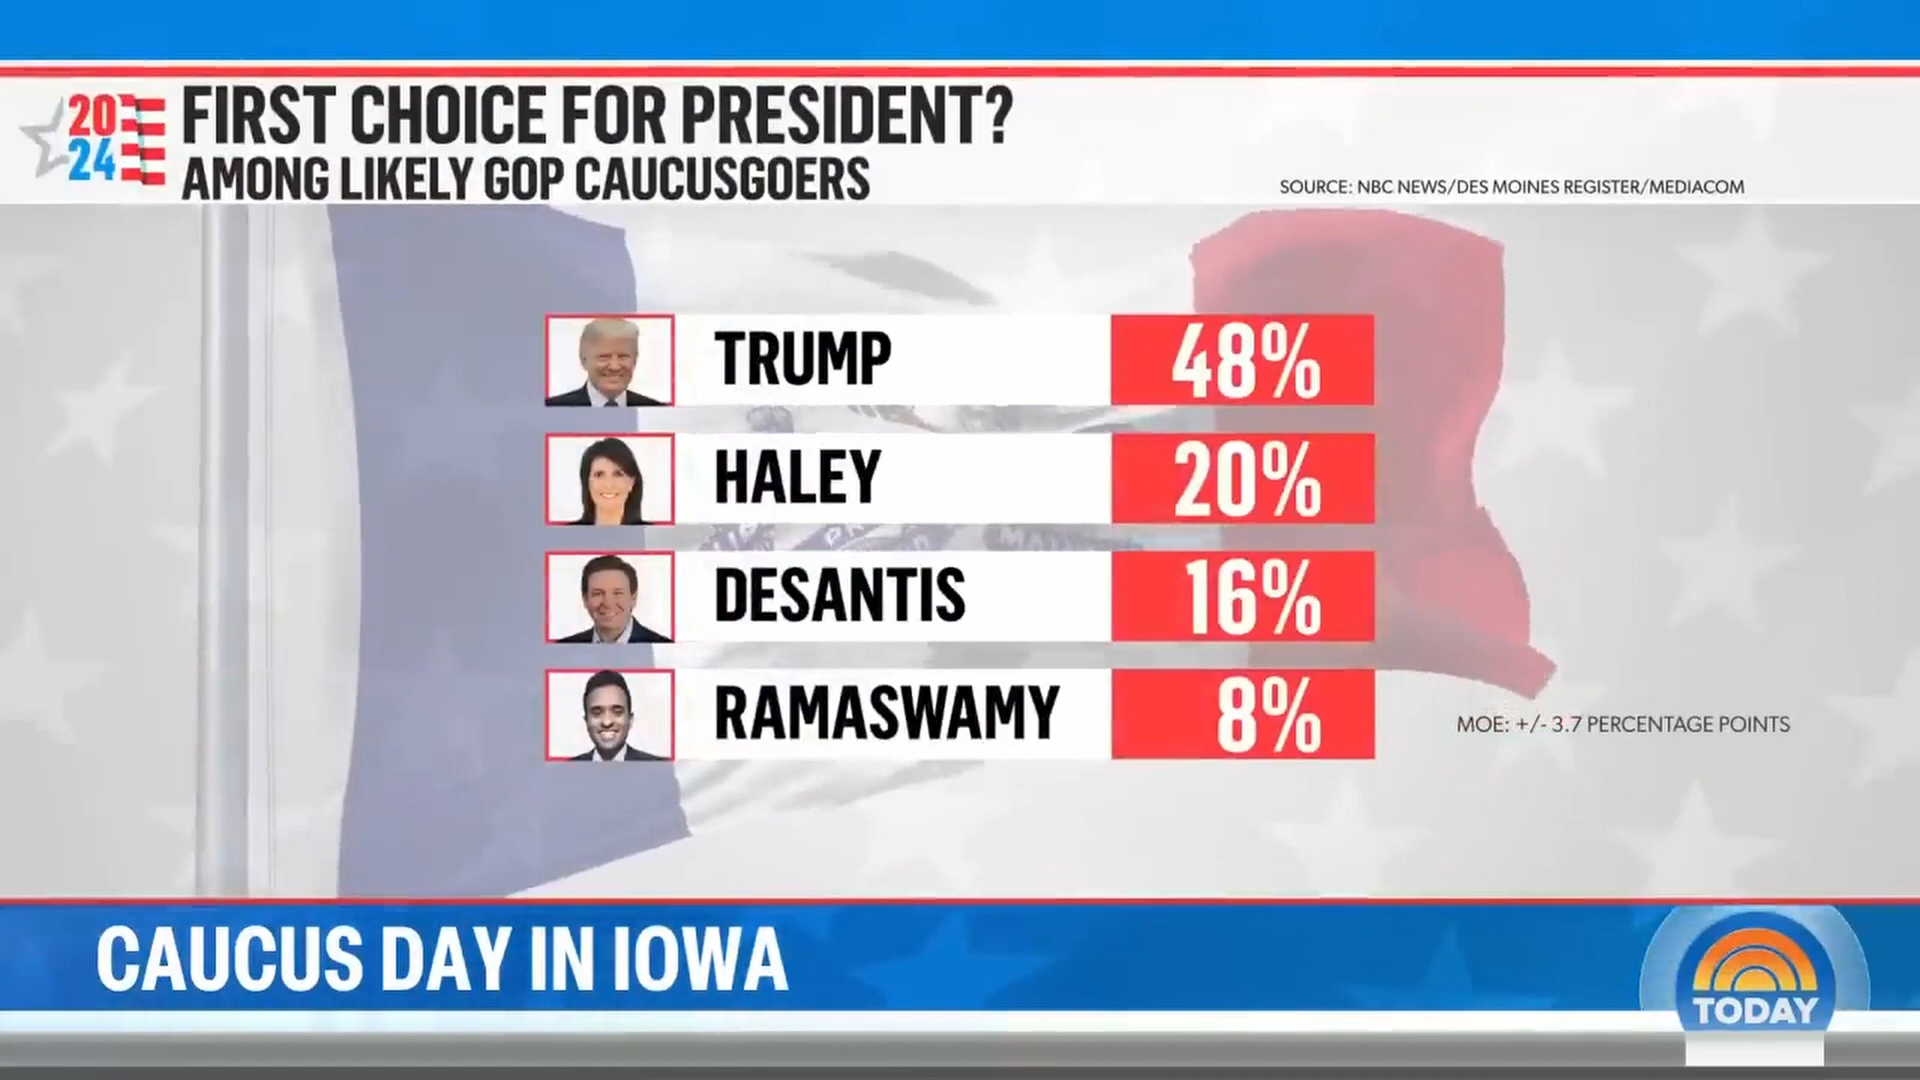 2024
FIRST CHOICE FOR PRESIDENT?
AMONG LIKELY GOP CAUCUSGOERS
SOURCE: NBC NEWS/DES MOINES REGISTER/MEDIACOM
TRUMP 48%
HALEY 20%
DESANTIS 16%
RAMASWAMY 8%
MOE: +/- 3.7 PERCENTAGE POINTS
CAUCUS DAY IN IOWA
TODAY